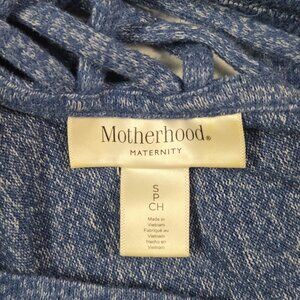 Motherhood®
MATERNITY
S
P
CH
Made in
Vietnam
Fabriqué au
Vietnam
Hecho en
Vietnam